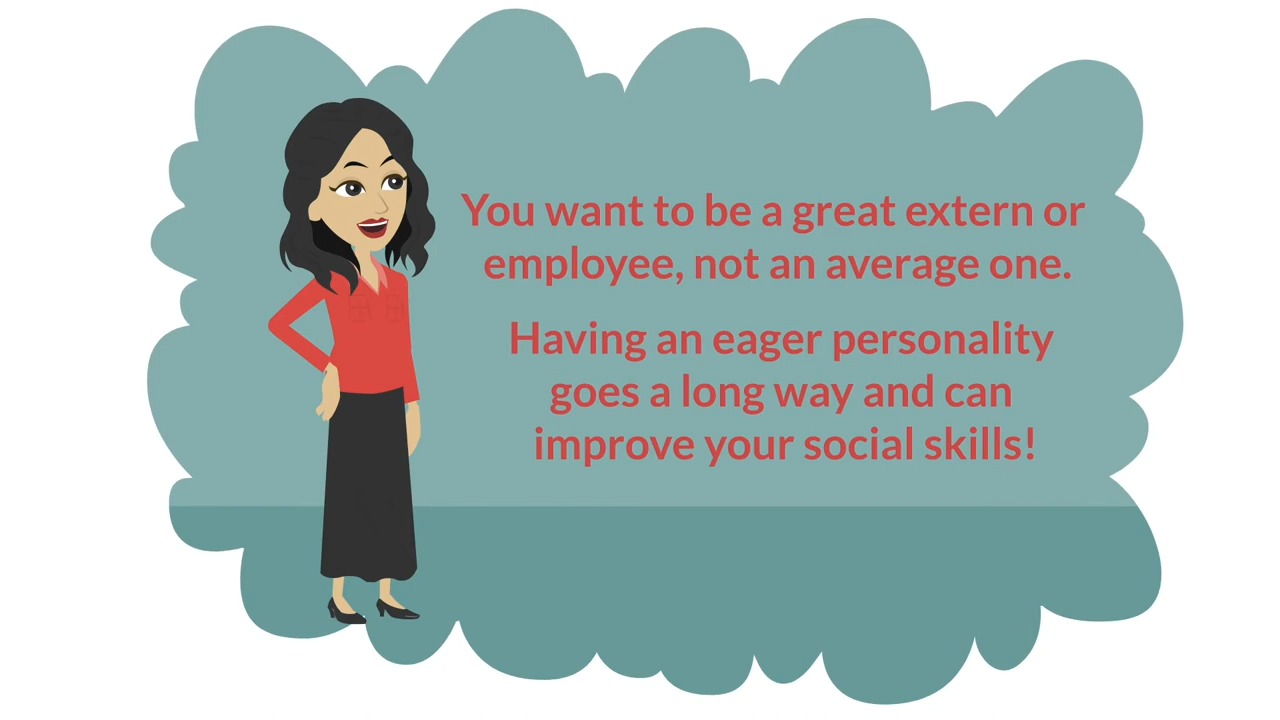 You want to be a great extern or
employee, not an average one.
Having an eager personality
goes a long way and can
improve your social skills!